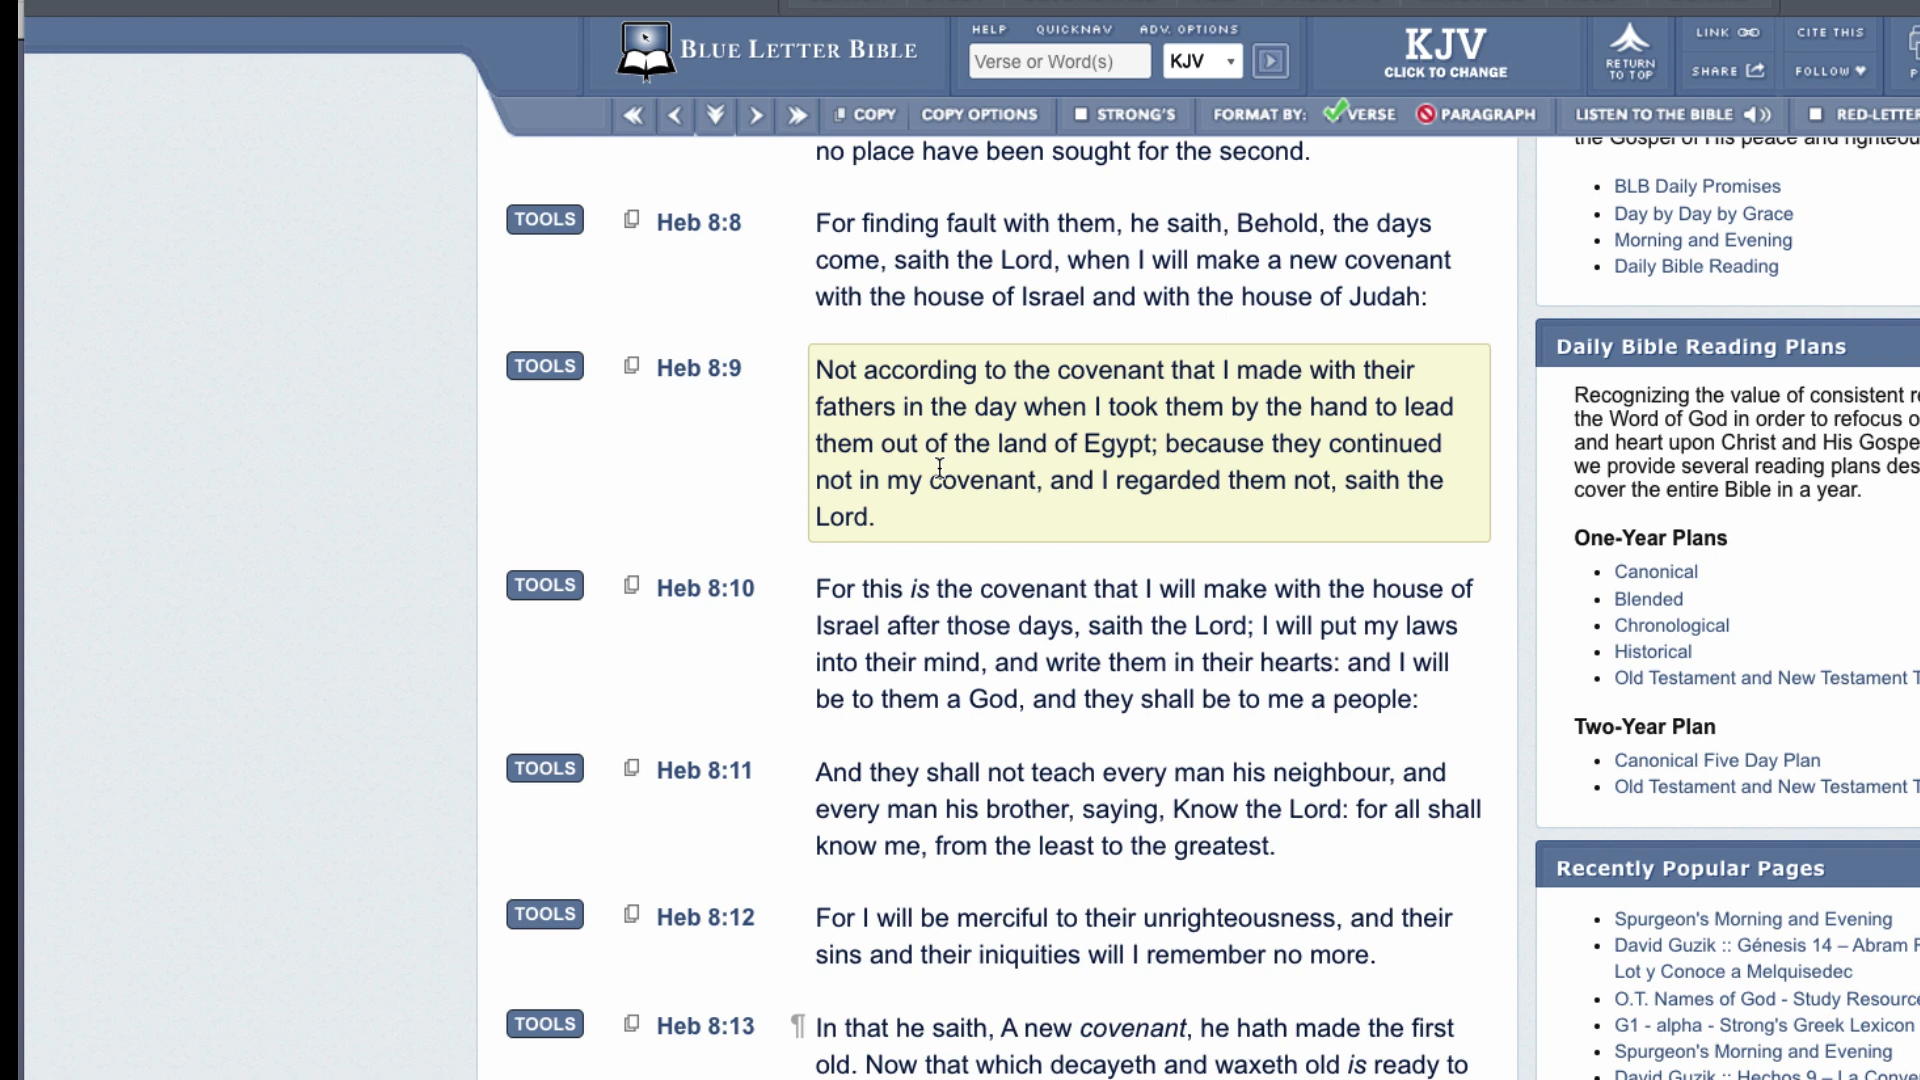 BLUE LETTER BIBLE
HELP QUICKNAV ADV. OPTIONS
Verse or Word(s) KJV
KJV
CLICK TO CHANGE
RETURN
TO TOP
LINK
CITE THIS
SHARE
FOLLOW
COPY COPY OPTIONS STRONG'S FORMAT BY: VERSE PARAGRAPH LISTEN TO THE BIBLE RED-LETTER
no place have been sought for the second.
TOOLS Heb 8:8 For finding fault with them, he saith, Behold, the days
come, saith the Lord, when I will make a new covenant
with the house of Israel and with the house of Judah:
TOOLS Heb 8:9 Not according to the covenant that I made with their
fathers in the day when I took them by the hand to lead
them out of the land of Egypt; because they continued
not in my covenant, and I regarded them not, saith the
Lord.
TOOLS Heb 8:10 For this is the covenant that I will make with the house of
Israel after those days, saith the Lord; I will put my laws
into their mind, and write them in their hearts: and I will
be to them a God, and they shall be to me a people:
TOOLS Heb 8:11 And they shall not teach every man his neighbour, and
every man his brother, saying, Know the Lord: for all shall
know me, from the least to the greatest.
TOOLS Heb 8:12 For I will be merciful to their unrighteousness, and their
sins and their iniquities will I remember no more.
TOOLS Heb 8:13 ¶ In that he saith, A new covenant, he hath made the first
old. Now that which decayeth and waxeth old is ready to
the Gospel of His peace and
BLB Daily Promises
Day by Day by Grace
Morning and Evening
Daily Bible Reading
Daily Bible Reading Plans
Recognizing the value of consistent
the Word of God in order to refocus
and heart upon Christ and His
we provide several reading plans
cover the entire Bible in a year.
One-Year Plans
Canonical
Blended
Chronological
Historical
Old Testament and New Testament
Two-Year Plan
Canonical Five Day Plan
Old Testament and New Testament
Recently Popular Pages
Spurgeon's Morning and Evening
David Guzik :: Génesis 14 – Abram
Lot y Conoce a Melquisedec
O.T. Names of God - Study
G1 - alpha - Strong's Greek Lexicon
Spurgeon's Morning and Evening
David Guzik :: Hechos 9 – La